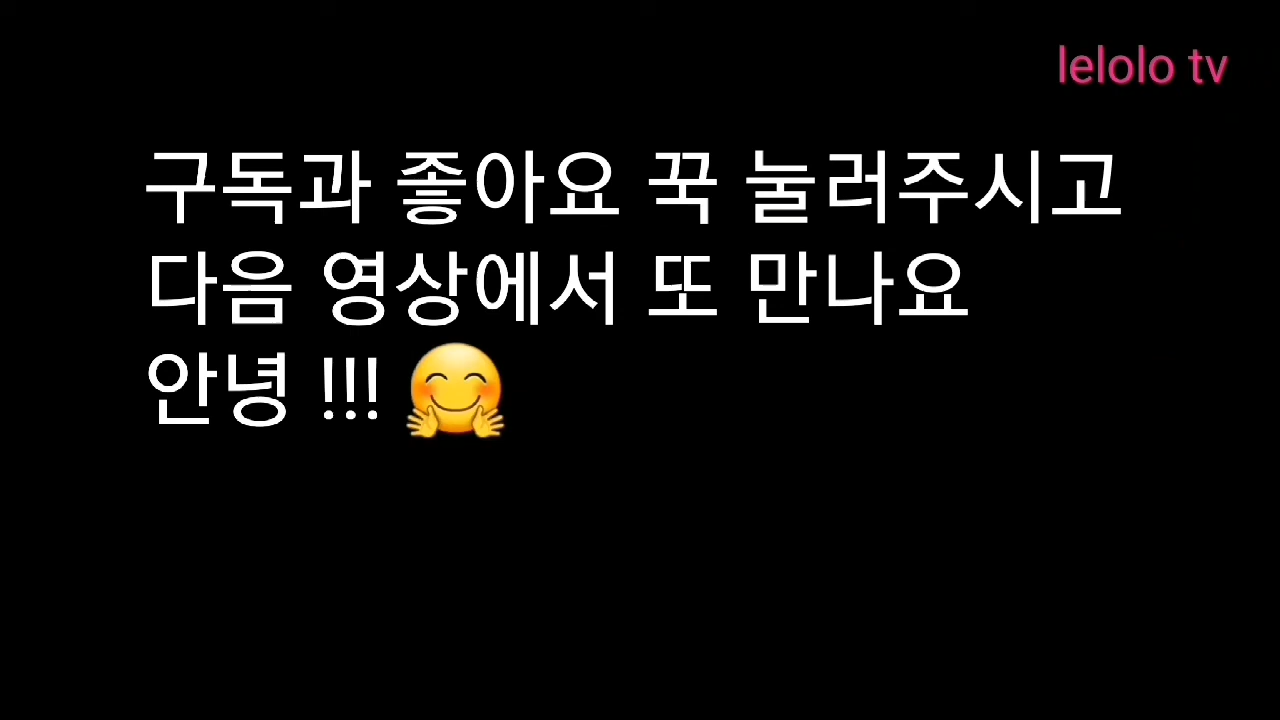 lelolo tv
구독과 좋아요 꾹 눌러주시고
다음 영상에서 또 만나요
안녕 !!! 🤗